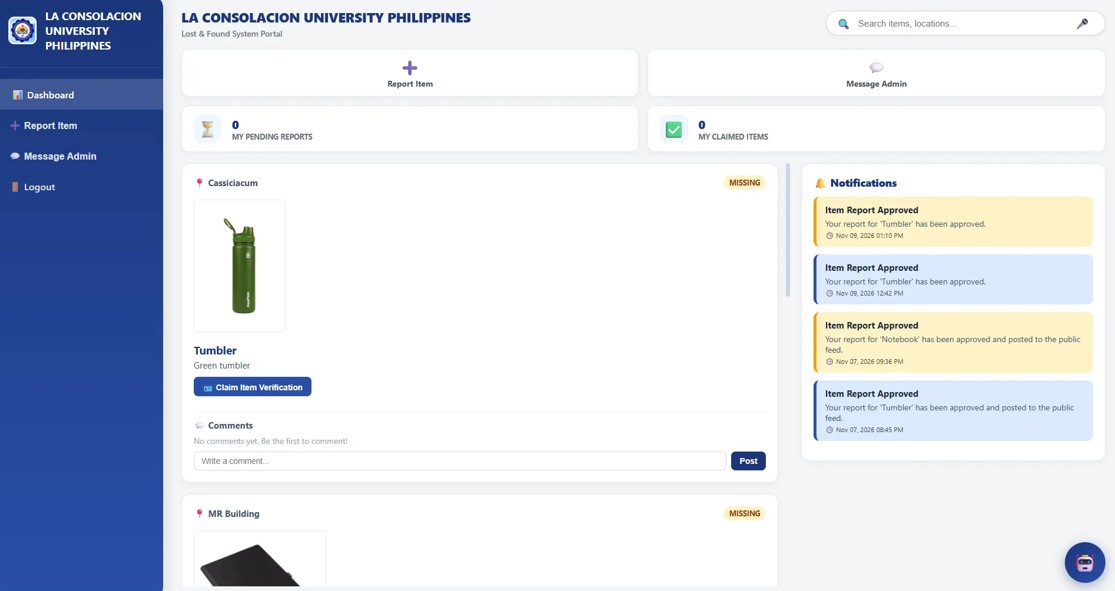 LA CONSOLACION
UNIVERSITY
PHILIPPINES
Dashboard
Report Item
Message Admin
Logout
LA CONSOLACION UNIVERSITY PHILIPPINES
Lost & Found System Portal
Search items, locations...
Report Item
Message Admin
0
MY PENDING REPORTS
0
MY CLAIMED ITEMS
Cassiciacum
MISSING
Tumbler
Green tumbler
Claim Item Verification
Comments
No comments yet. Be the first to comment!
Write a comment...
Post
MR Building
MISSING
Notifications
Item Report Approved
Your report for 'Tumbler' has been approved.
Nov 09, 2026 01:10 PM
Item Report Approved
Your report for 'Tumbler' has been approved.
Nov 09, 2026 12:42 PM
Item Report Approved
Your report for 'Notebook' has been approved and posted to the public
feed.
Nov 07, 2026 09:36 PM
Item Report Approved
Your report for 'Tumbler' has been approved and posted to the public
feed.
Nov 07, 2026 08:45 PM